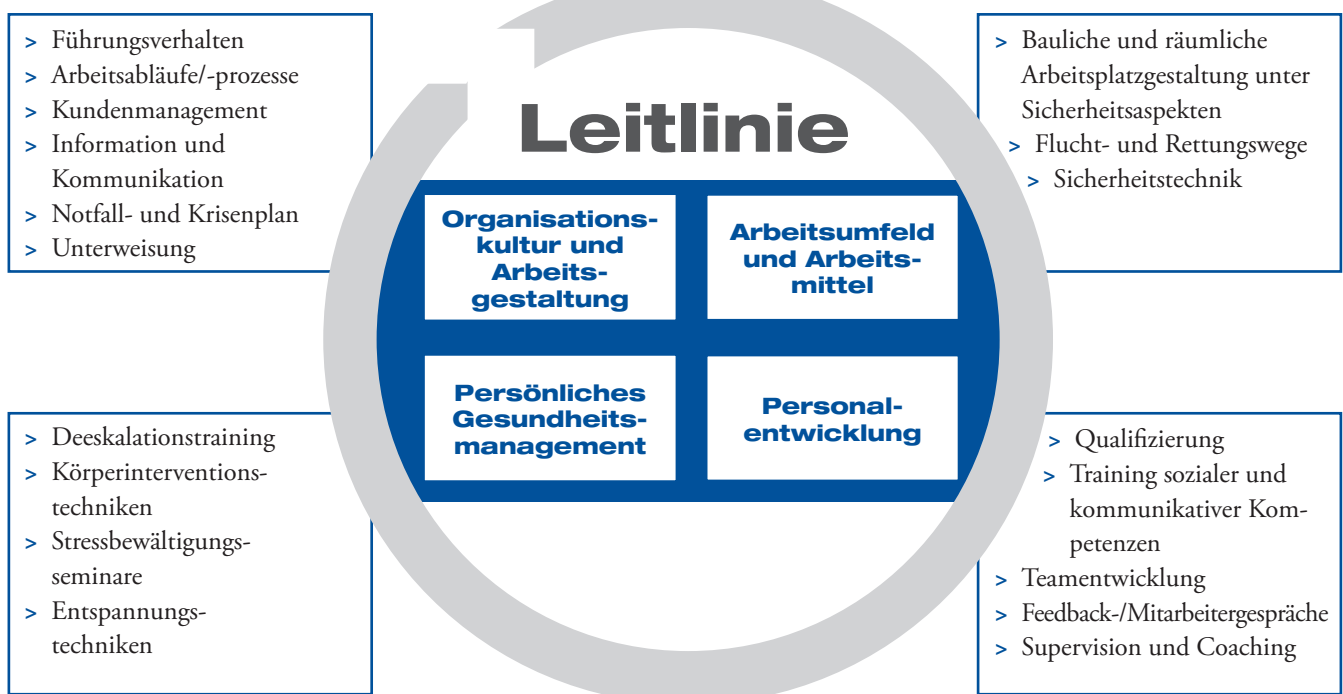 > Führungsverhalten
> Arbeitsabläufe/-prozesse
> Kundenmanagement
> Information und
Kommunikation
> Notfall- und Krisenplan
> Unterweisung
> Bauliche und räumliche
Arbeitsplatzgestaltung unter
Sicherheitsaspekten
> Flucht- und Rettungswege
> Sicherheitstechnik
Leitlinie
Organisations-
kultur und
Arbeits-
gestaltung
Arbeitsumfeld
und Arbeits-
mittel
Persönliches
Gesundheits-
management
Personal-
entwicklung
> Deeskalationstraining
> Körperinterventions-
techniken
> Stressbewältigungs-
seminare
> Entspannungs-
techniken
> Qualifizierung
> Training sozialer und
kommunikativer Kom-
petenzen
> Teamentwicklung
> Feedback-/Mitarbeitergespräche
> Supervision und Coaching